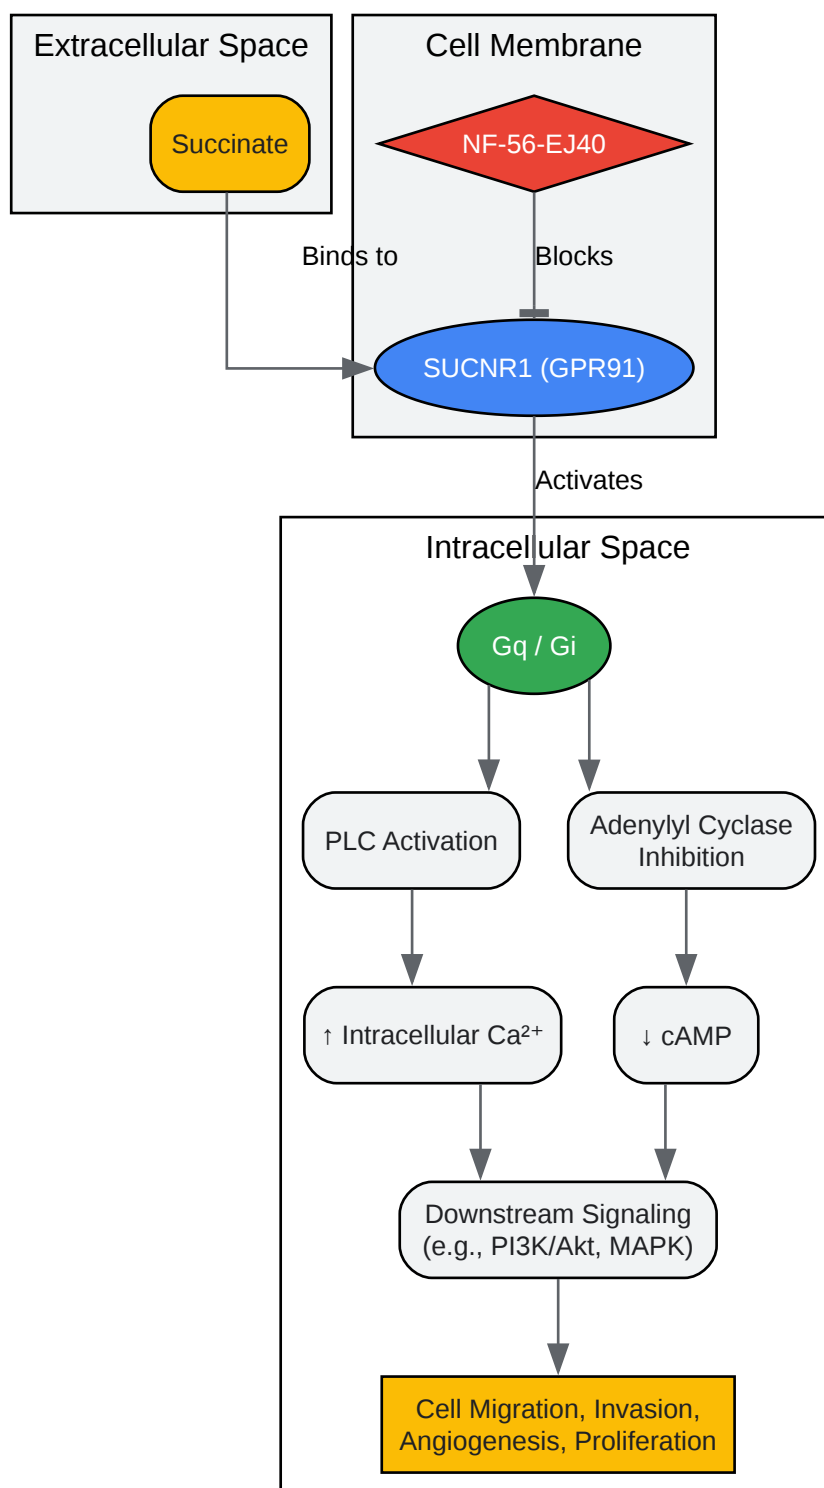 Extracellular Space
Cell Membrane
Succinate
NF-56-EJ40
Binds to
Blocks
SUCNR1 (GPR91)
Activates
Intracellular Space
Gq / Gi
PLC Activation
Adenylyl Cyclase
Inhibition
↑ Intracellular Ca²⁺
↓ cAMP
Downstream Signaling
(e.g., PI3K/Akt, MAPK)
Cell Migration, Invasion,
Angiogenesis, Proliferation